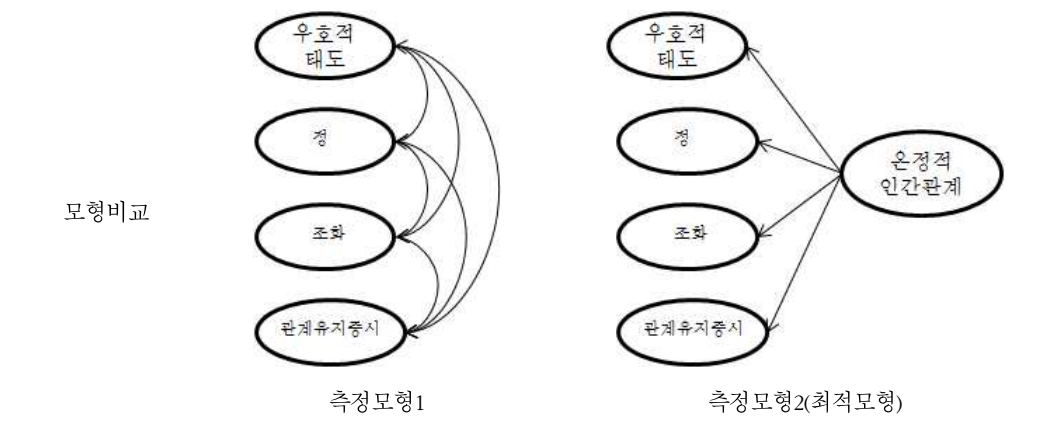 우호적
태도
정
조화
관계유지중시
우호적
태도
정
조화
관계유지중시
온정적
인간관계
모형비교
측정모형1
측정모형2(최적모형)